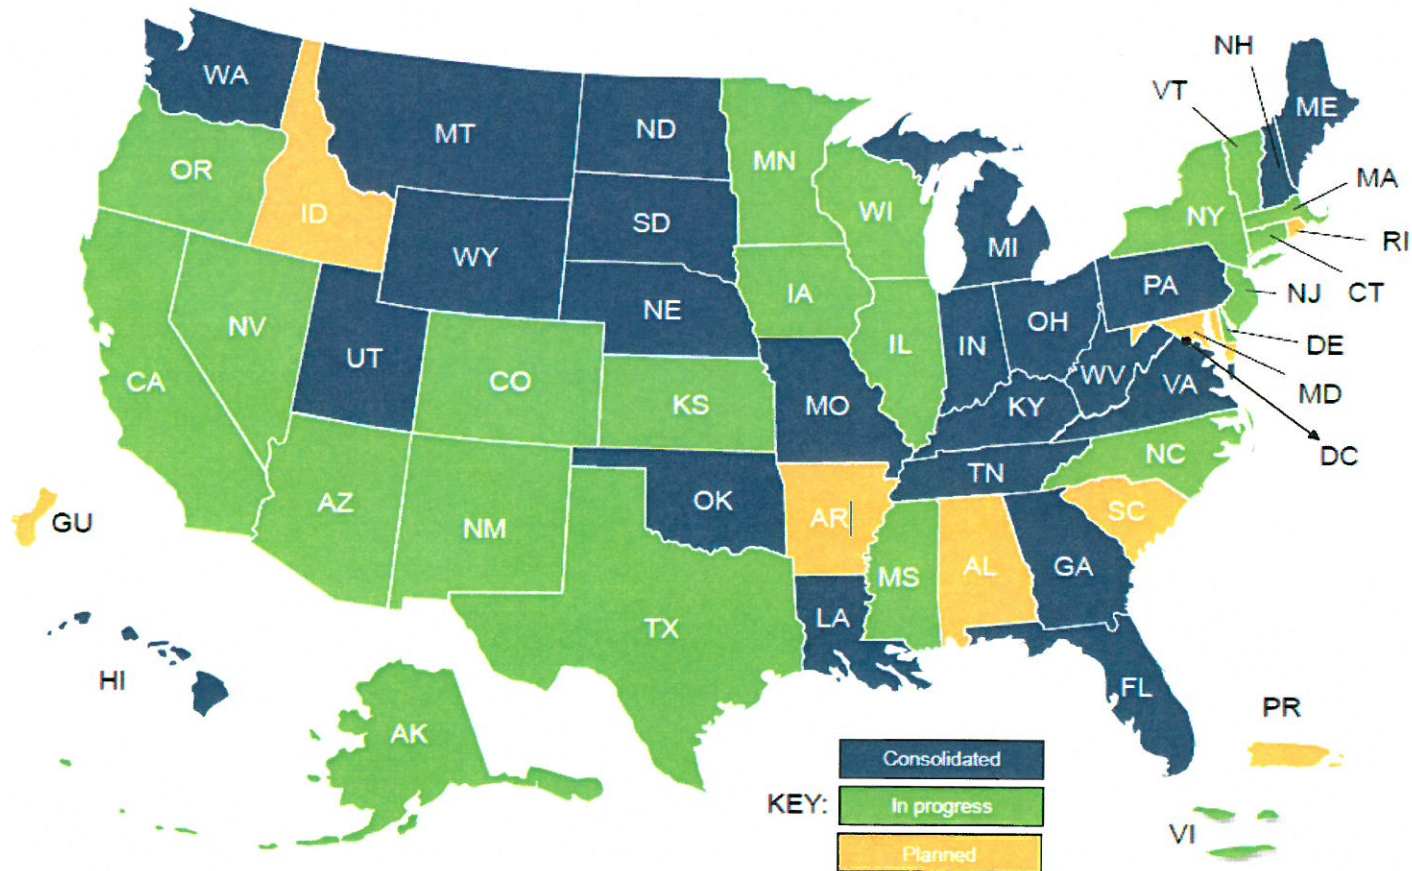 NH
VT
ME
WA
MT
ND
MN
OR
ID
SD
WI
MI
NY
MA
RI
WY
CT
NJ
PA
NE
IA
OH
IN
IL
NV
UT
CO
DE
MD
CA
KS
MO
WV
VA
KY
DC
NC
TN
AZ
NM
OK
AR
SC
GU
MS
AL
GA
TX
LA
HI
FL
AK
PR
Consolidated
KEY: In progress
Planned
VI